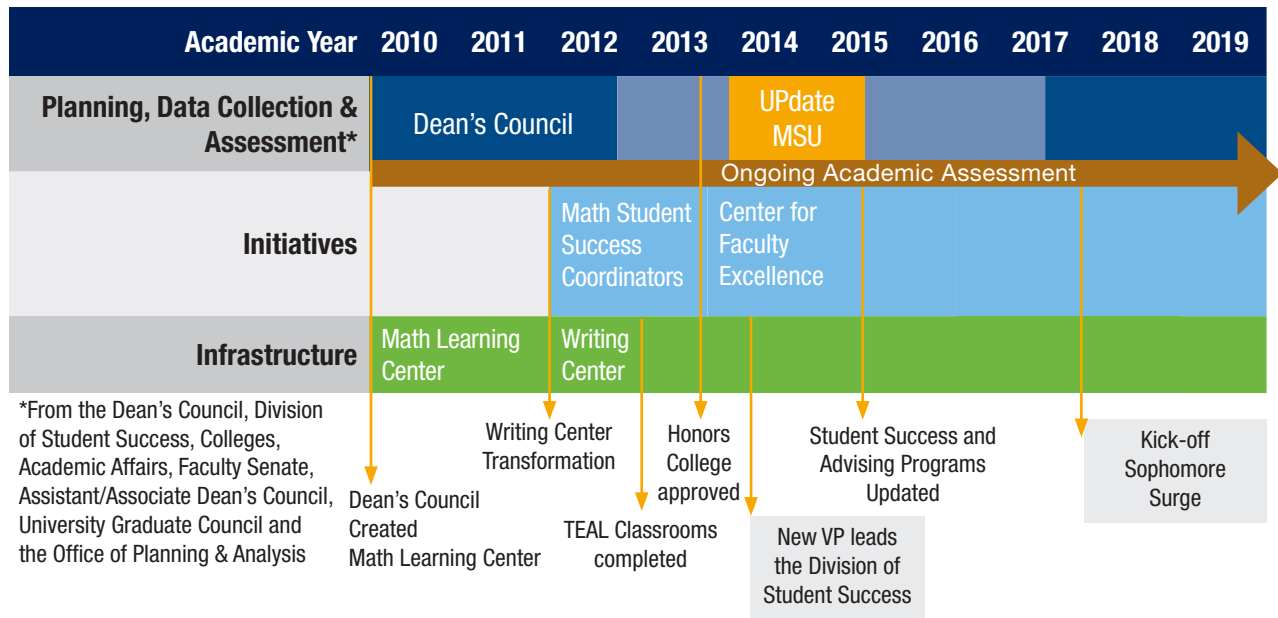 Academic Year 2010 2011 2012 2013 2014 2015 2016 2017 2018 2019
Planning, Data Collection &
Assessment*
Dean’s Council
UPdate
MSU
Ongoing Academic Assessment
Initiatives
Math Student
Success
Coordinators
Center for
Faculty
Excellence
Infrastructure
Math Learning
Center
Writing
Center
*From the Dean’s Council, Division
of Student Success, Colleges,
Academic Affairs, Faculty Senate,
Assistant/Associate Dean’s Council,
University Graduate Council and
the Office of Planning & Analysis
Dean’s Council
Created
Math Learning Center
Writing Center
Transformation
TEAL Classrooms
completed
Honors
College
approved
New VP leads
the Division of
Student Success
Student Success and
Advising Programs
Updated
Kick-off
Sophomore
Surge